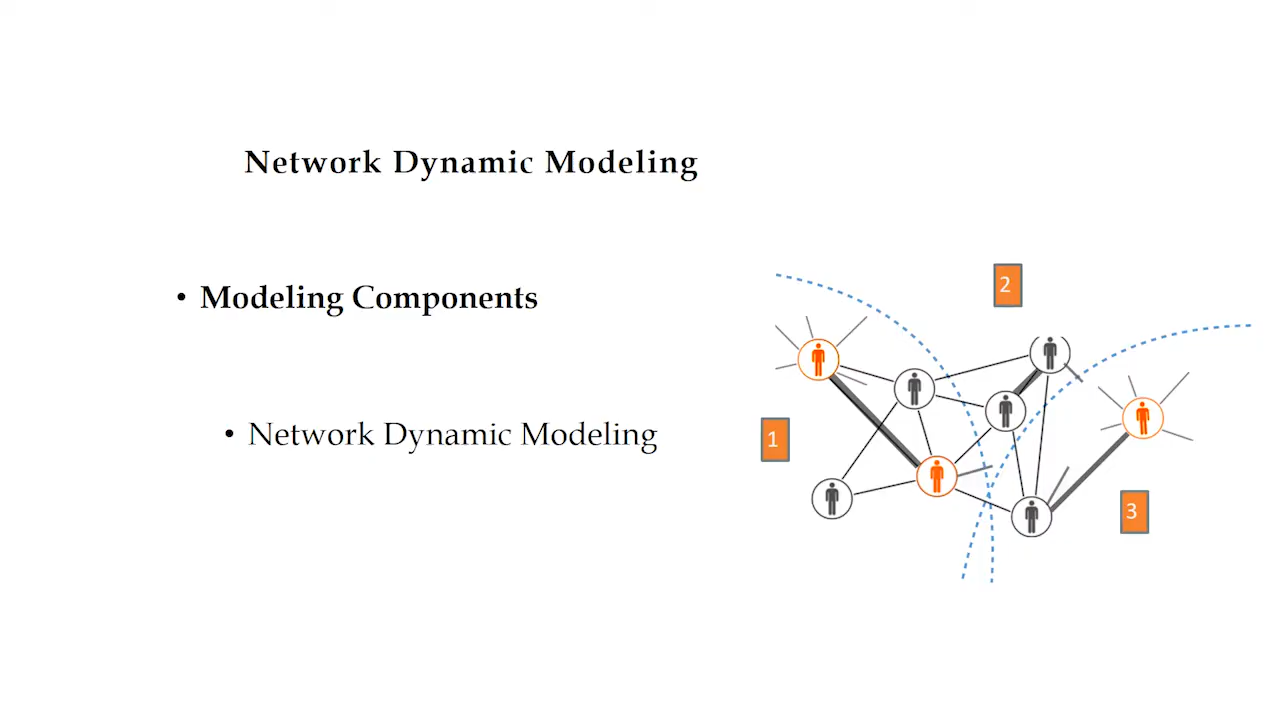 Network Dynamic Modeling
• Modeling Components
• Network Dynamic Modeling
2
1
3